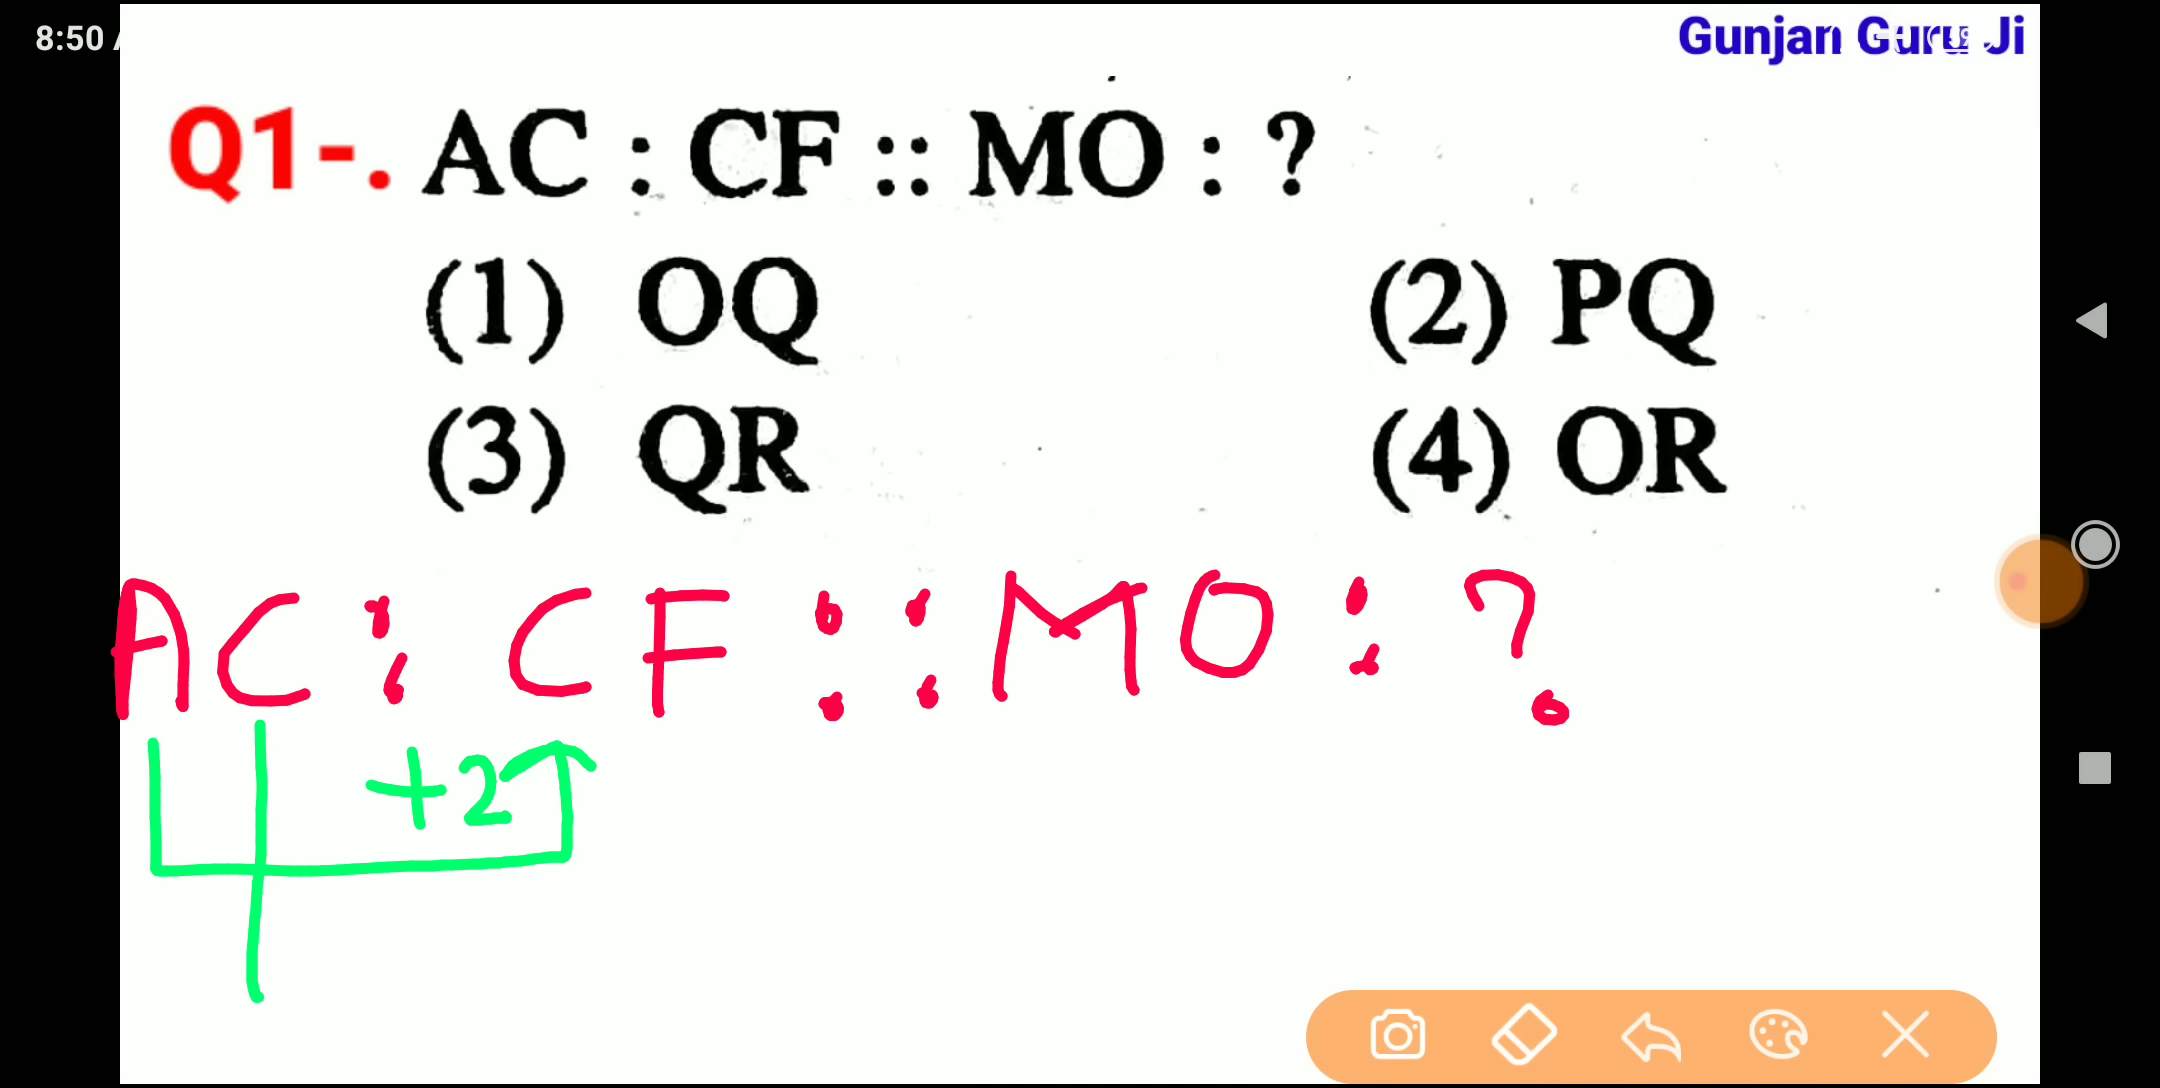 8:50
Gunjan Guru Ji
Q1-. AC : CF :: MO : ?
(1) OQ (2) PQ
(3) QR (4) OR
AC : CF :: MO : ?
+2